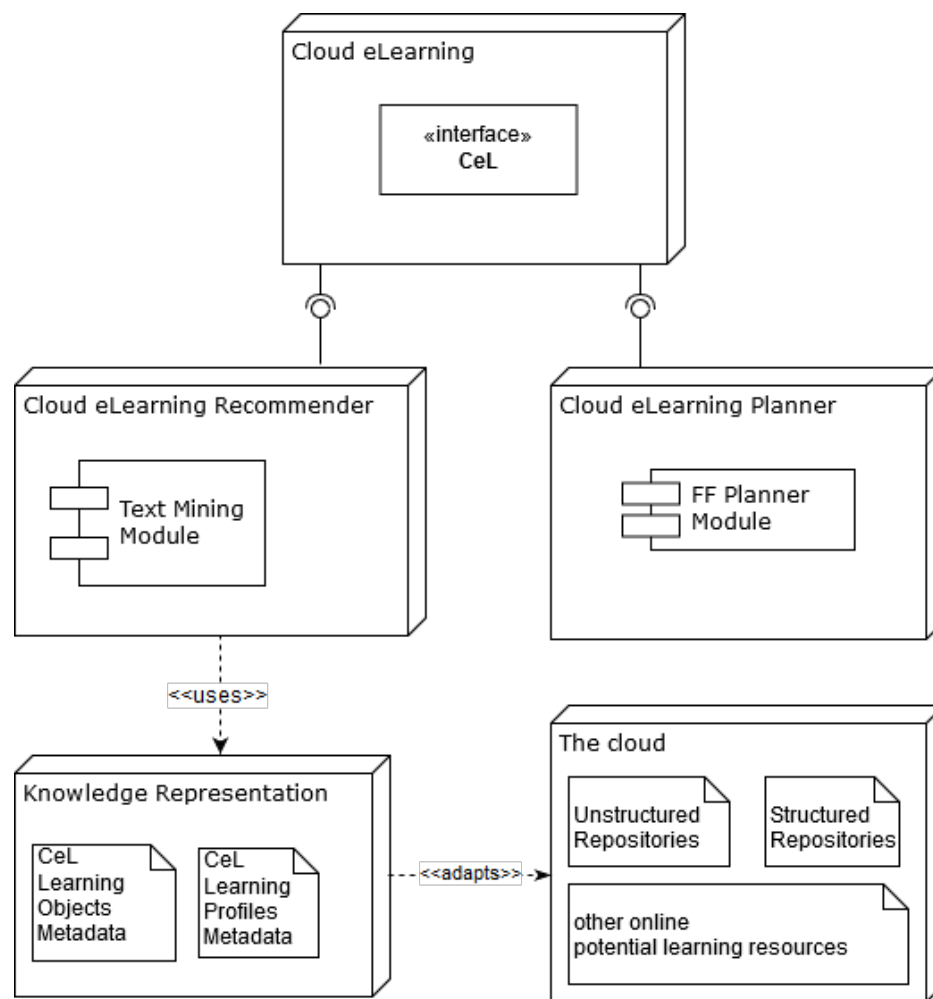 Cloud eLearning
«interface»
CeL
Cloud eLearning Recommender
Text Mining
Module
Cloud eLearning Planner
FF Planner
Module
<<uses>>
Knowledge Representation
CeL
Learning
Objects
Metadata
CeL
Learning
Profiles
Metadata
<<adapts>>
The cloud
Unstructured
Repositories
Structured
Repositories
other online
potential learning resources